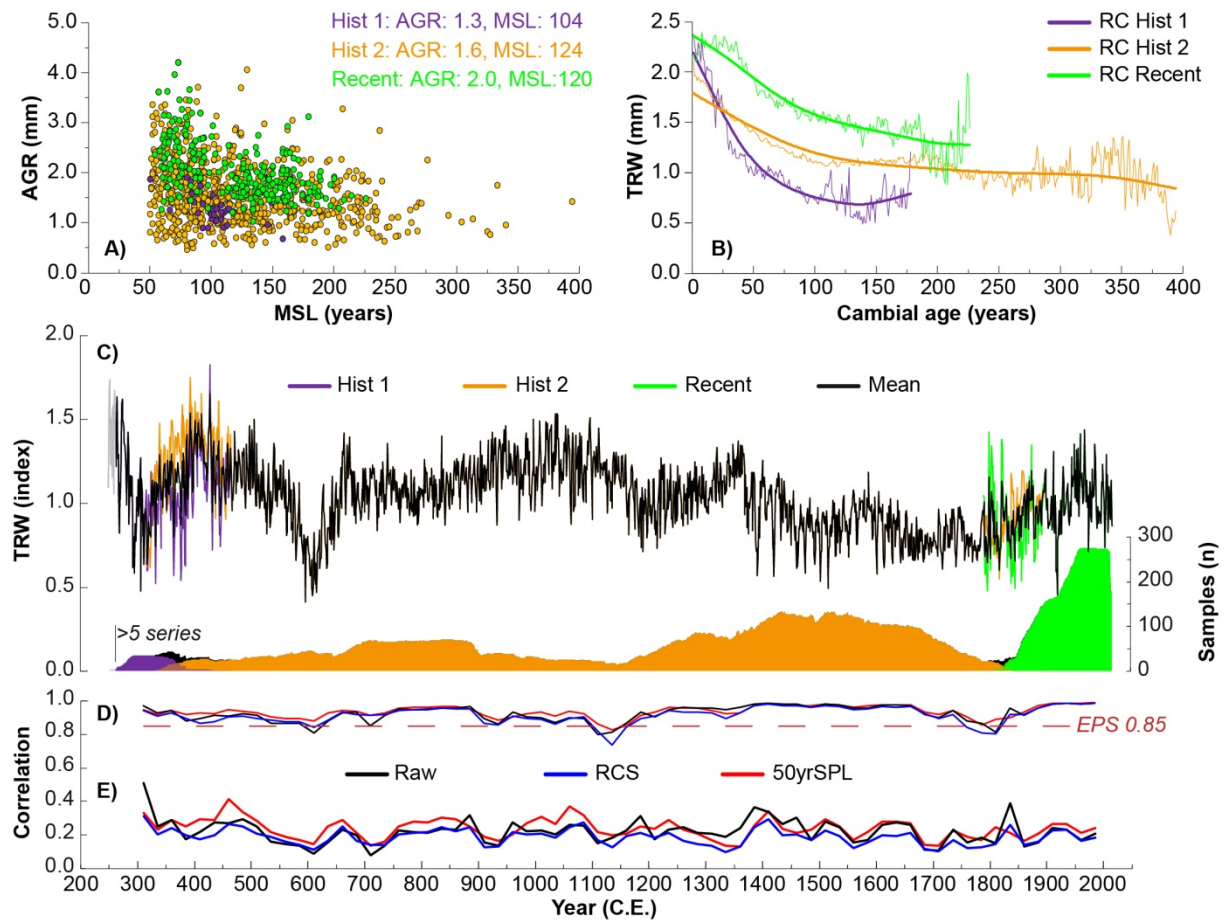 Hist 1: AGR: 1.3, MSL: 104
Hist 2: AGR: 1.6, MSL: 124
Recent: AGR: 2.0, MSL:120
5.0
4.0
3.0
2.0
1.0
0.0
AGR (mm)
A)
50 100 150 200 250 300 350 400
MSL (years)
RC Hist 1
RC Hist 2
RC Recent
2.5
2.0
1.5
1.0
0.5
0.0
TRW (mm)
B)
0 50 100 150 200 250 300 350 400
Cambial age (years)
C)
Hist 1 Hist 2 Recent Mean
2.0
1.5
1.0
0.5
0.0
TRW (index)
>5 series
300
200
100
0
Samples (n)
D)
1.0
0.8
EPS 0.85
Raw RCS 50yrSPL
E)
0.6
0.4
0.2
0.0
Correlation
200 300 400 500 600 700 800 900 1000 1100 1200 1300 1400 1500 1600 1700 1800 1900 2000
Year (C.E.)